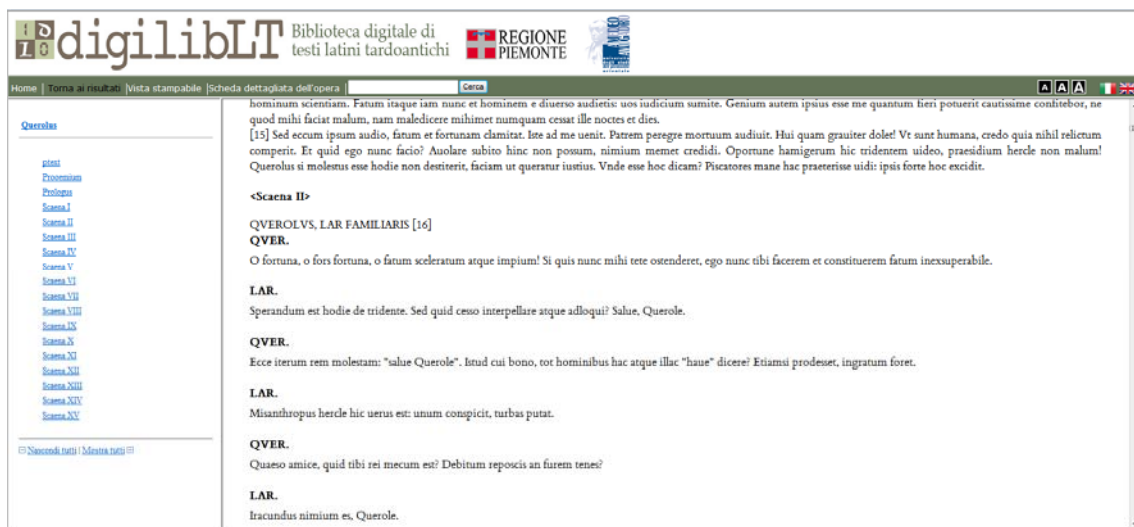 digilibLT
Biblioteca digitale di
testi latini tardoantichi
REGIONE
PIEMONTE
Home | Torna ai risultati |Vista stampabile |Scheda dettagliata dell'opera | Cerca A A A
Querolus
ptext
Prooemium
Prologus
Scaena I
Scaena II
Scaena III
Scaena IV
Scaena V
Scaena VI
Scaena VII
Scaena VIII
Scaena IX
Scaena X
Scaena XI
Scaena XII
Scaena XIII
Scaena XIV
Scaena XV
Nascondi tutti | Mostra tutti
hominum scientiam. Fatum itaque iam nunc et hominem e diuerso audietis: uos iudicium sumite. Genium autem ipsius esse me quantum fieri potuerit cautissime confitebor, ne
quod mihi faciat malum, nam maledicere mihimet numquam cessat ille noctes et dies.
[15] Sed eccum ipsum audio, fatum et fortunam clamitat. Iste ad me uenit. Patrem peregre mortuum audiuit. Hui quam grauiter dolet! Vt sunt humana, credo quia nihil relictum
comperit. Et quid ego nunc facio? Auolare subito hinc non possum, nimium memet credidi. Oportune hamigerum hic tridentem uideo, praesidium hercle non malum!
Querolus si molestus esse hodie non destiterit, faciam ut queratur iustius. Vnde esse hoc dicam? Piscatores mane hac praeterisse uidi: ipsis forte hoc excidit.
<Scaena II>
QVEROLVS, LAR FAMILIARIS [16]
QVER.
O fortuna, o fors fortuna, o fatum sceleratum atque impium! Si quis nunc mihi tete ostenderet, ego nunc tibi facerem et constituerem fatum inexsuperabile.
LAR.
Sperandum est hodie de tridente. Sed quid cesso interpellare atque adloqui? Salue, Querole.
QVER.
Ecce iterum rem molestam: "salue Querole". Istud cui bono, tot hominibus hac atque illac "haue" dicere? Etiamsi prodesset, ingratum foret.
LAR.
Misanthropus hercle hic uerus est: unum conspicit, turbas putat.
QVER.
Quaeso amice, quid tibi rei mecum est? Debitum reposcis an furem tenes?
LAR.
Iracundus nimium es, Querole.